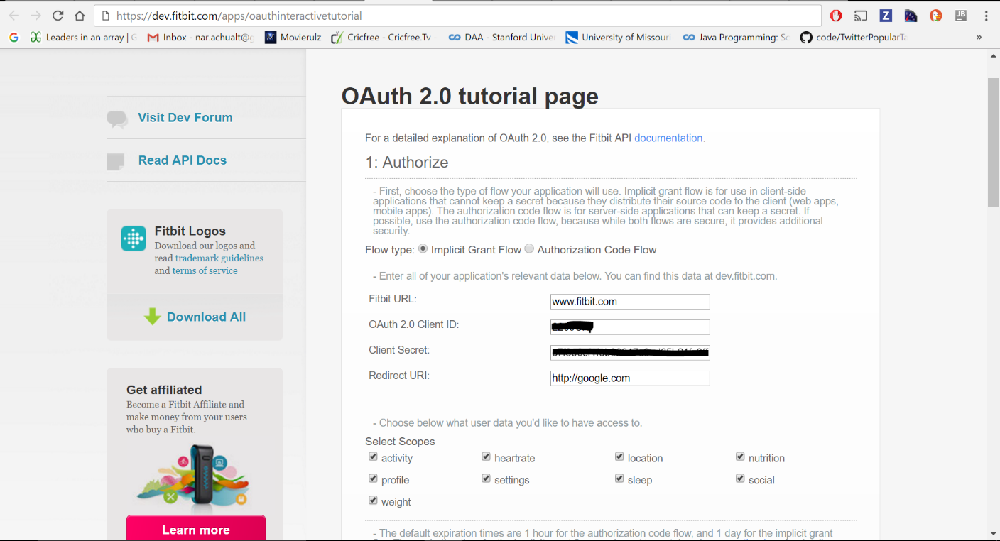 https://dev.fitbit.com/apps/oauthinteractivetutorial
Leaders in an array | G
Inbox - nar.achualt@g
Movierulz
Cricfree - Cricfree.Tv -
DAA - Stanford Unive
University of Missouri
Java Programming: So
code/TwitterPopularTa
»
Visit Dev Forum
Read API Docs
Fitbit Logos
Download our logos and
read trademark guidelines
and terms of service
Download All
Get affiliated
Become a Fitbit Affiliate and
make money from your users
who buy a Fitbit.
Learn more
OAuth 2.0 tutorial page
For a detailed explanation of OAuth 2.0, see the Fitbit API documentation.
1: Authorize
- First, choose the type of flow your application will use. Implicit grant flow is for use in client-side
applications that cannot keep a secret because they distribute their source code to the client (web apps,
mobile apps). The authorization code flow is for server-side applications that can keep a secret. If
possible, use the authorization code flow, because while both flows are secure, it provides additional
security.
Flow type: Implicit Grant Flow Authorization Code Flow
- Enter all of your application's relevant data below. You can find this data at dev.fitbit.com.
Fitbit URL: www.fitbit.com
OAuth 2.0 Client ID:
Client Secret:
Redirect URI: http://google.com
- Choose below what user data you'd like to have access to.
Select Scopes
activity heartrate location nutrition
profile settings sleep social
weight
- The default expiration times are 1 hour for the authorization code flow, and 1 day for the implicit grant